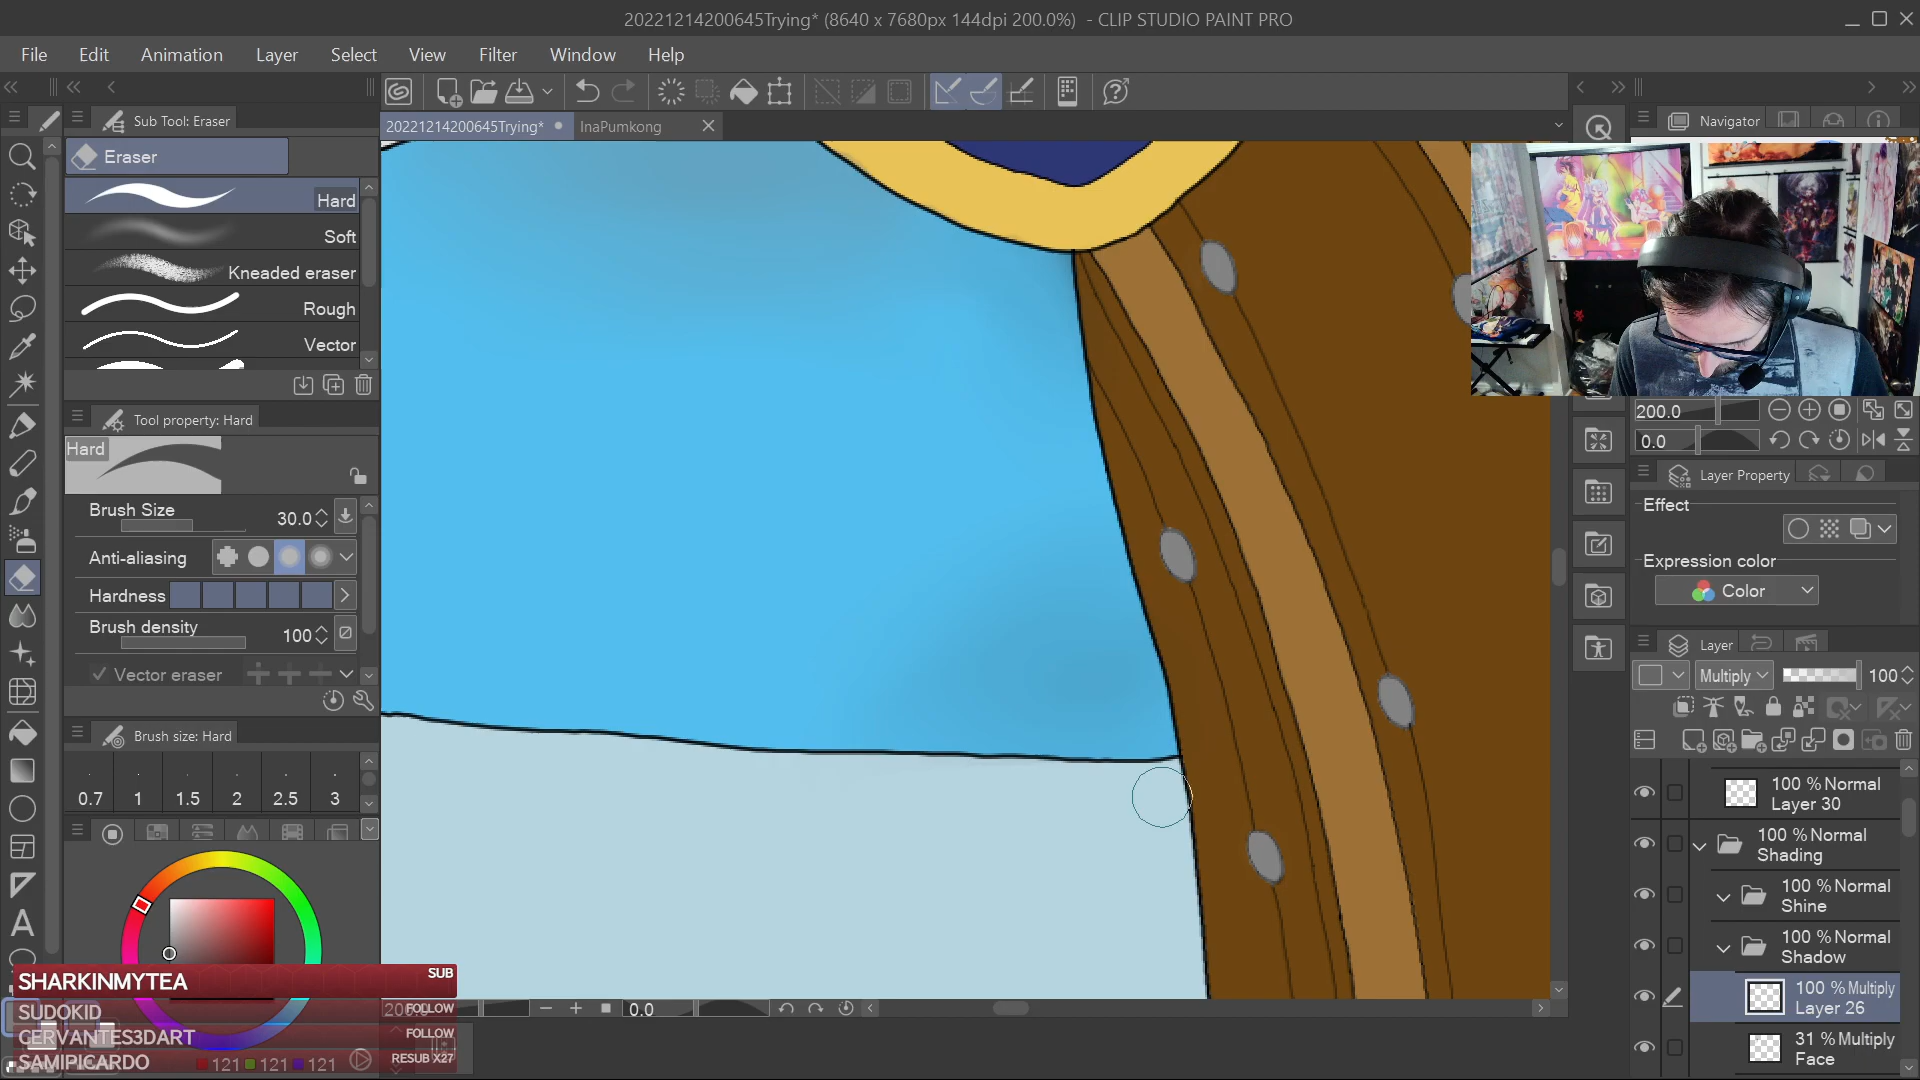 20221214200645Trying* (8640 x 7680px 144dpi 200.0%) - CLIP STUDIO PAINT PRO
File Edit Animation Layer Select View Filter Window Help
Sub Tool: Eraser
20221214200645Trying* InaPumkong
Navigator
Eraser
Hard
Soft
Kneaded eraser
Rough
Vector
Tool property: Hard
Hard
Brush Size 30.0
Anti-aliasing
Hardness
Brush density 100
Vector eraser
Brush size: Hard
0.7 1 1.5 2 2.5 3
200.0
0.0
Layer Property
Effect
Expression color
Color
Layer
Multiply 100
100 % Normal
Layer 30
100 % Normal
Shading
100 % Normal
Shine
100 % Normal
Shadow
100 % Multiply
Layer 26
31 % Multiply
Face
SHARKINMYTEA SUB
SUDOKID FOLLOW
CERVANTES3DART FOLLOW
SAMIPICARDO RESUB X27
121 121 121
0.0